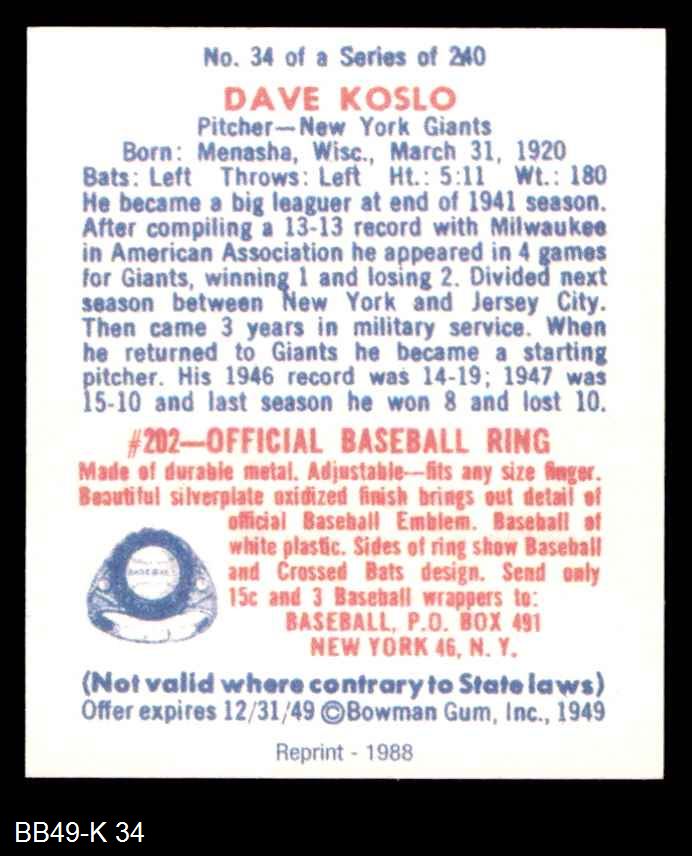 No. 34 of a Series of 240
DAVE KOSLO
Pitcher—New York Giants
Born: Menasha, Wisc., March 31, 1920
Bats: Left Throws: Left Ht.: 5:11 Wt.: 180
He became a big leaguer at end of 1941 season.
After compiling a 13-13 record with Milwaukee
in American Association he appeared in 4 games
for Giants, winning 1 and losing 2. Divided next
season between New York and Jersey City.
Then came 3 years in military service. When
he returned to Giants he became a starting
pitcher. His 1946 record was 14-19; 1947 was
15-10 and last season he won 8 and lost 10.
#202—OFFICIAL BASEBALL RING
Made of durable metal. Adjustable—fits any size finger.
Beautiful silverplate oxidized finish brings out detail of
official Baseball Emblem. Baseball of
white plastic. Sides of ring show Baseball
and Crossed Bats design. Send only
15c and 3 Baseball wrappers to:
BASEBALL, P.O. BOX 491
NEW YORK 46, N. Y.
BASEBALL
(Not valid where contrary to State laws)
Offer expires 12/31/49 ©Bowman Gum, Inc., 1949
Reprint - 1988
BB49-K 34